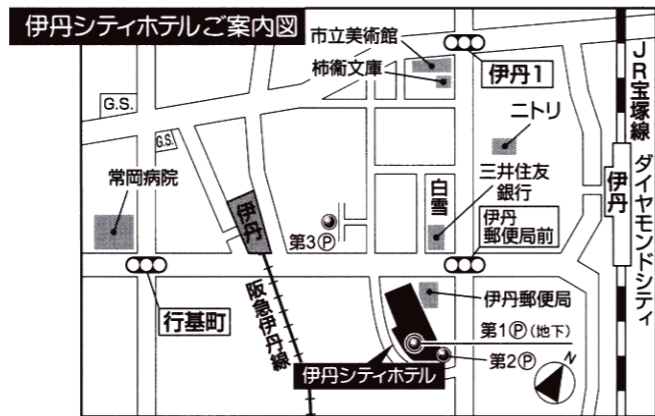 伊丹シティホテルご案内図
市立美術館
柿衞文庫
伊丹1
G.S.
G.S.
ニトリ
JR宝塚線
ダイヤモンドシティ
伊丹
常岡病院
伊丹
第3Ⓟ
白雪
三井住友
銀行
伊丹
郵便局前
行基町
阪急伊丹線
伊丹郵便局
第1Ⓟ(地下)
第2Ⓟ
伊丹シティホテル
N